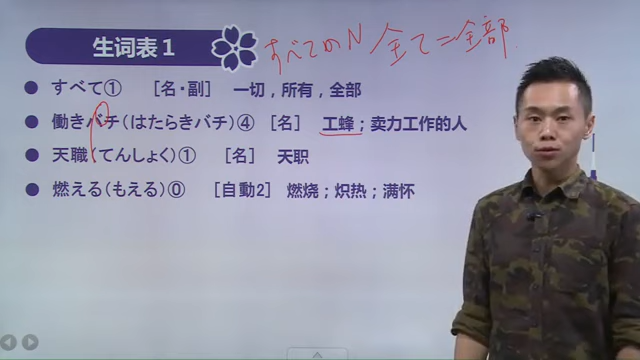 生词表 1
すべてのN 全て=全部
● すべて① [名・副] 一切，所有，全部
● 働きバチ（はたらきバチ）④ [名] 工蜂；卖力工作的人
● 天職（てんしょく）① [名] 天职
● 燃える（もえる）⓪ [自動2] 燃烧；炽热；满怀